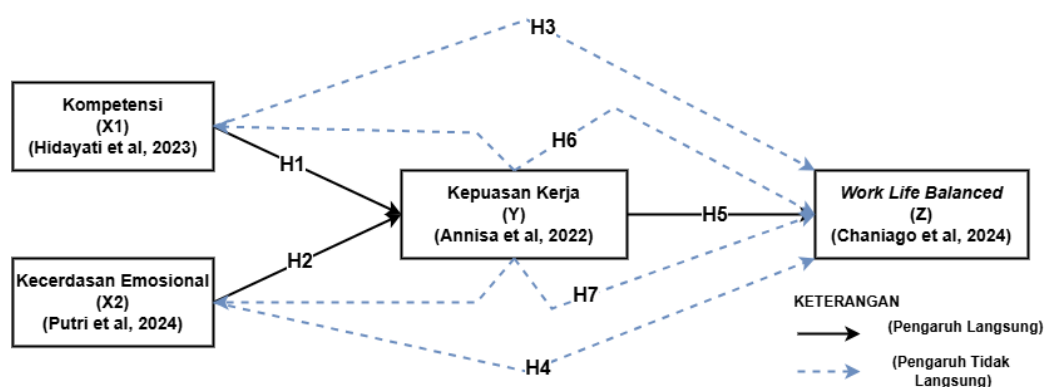 H3
Kompetensi
(X1)
(Hidayati et al, 2023)
H1
H6
Kepuasan Kerja
(Y)
(Annisa et al, 2022)
H5
Work Life Balanced
(Z)
(Chaniago et al, 2024)
H2
Kecerdasan Emosional
(X2)
(Putri et al, 2024)
H7
H4
KETERANGAN
(Pengaruh Langsung)
(Pengaruh Tidak
Langsung)